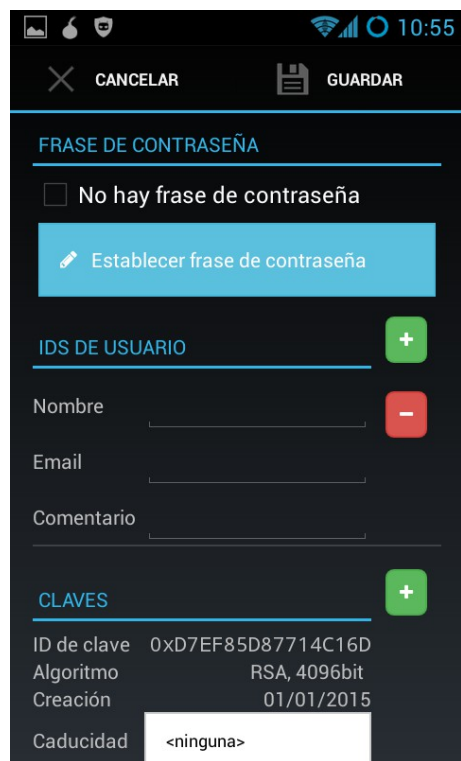 10:55
CANCELAR GUARDAR
FRASE DE CONTRASEÑA
No hay frase de contraseña
Establecer frase de contraseña
IDS DE USUARIO +
Nombre −
Email
Comentario
CLAVES +
ID de clave 0xD7EF85D87714C16D
Algoritmo RSA, 4096bit
Creación 01/01/2015
Caducidad <ninguna>